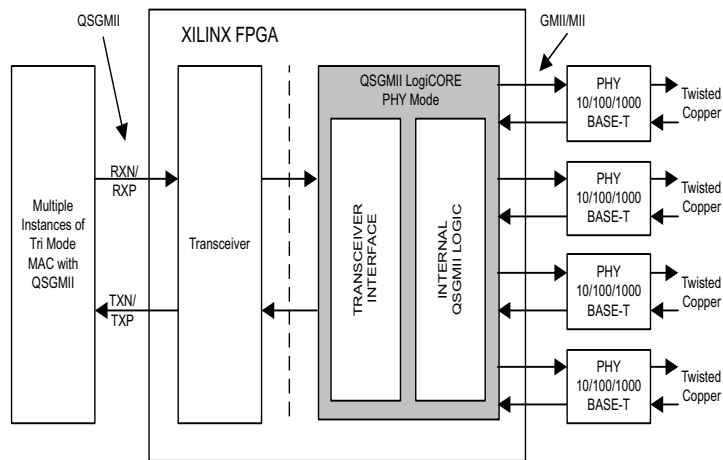 QSGMII
XILINX FPGA
GMII/MII
QSGMII LogiCORE
PHY Mode
Multiple
Instances of
Tri Mode
MAC with
QSGMII
RXN/
RXP
TXN/
TXP
Transceiver
TRANSCEIVER
INTERFACE
INTERNAL
QSGMII LOGIC
PHY
10/100/1000
BASE-T
Twisted
Copper
PHY
10/100/1000
BASE-T
Twisted
Copper
PHY
10/100/1000
BASE-T
Twisted
Copper
PHY
10/100/1000
BASE-T
Twisted
Copper